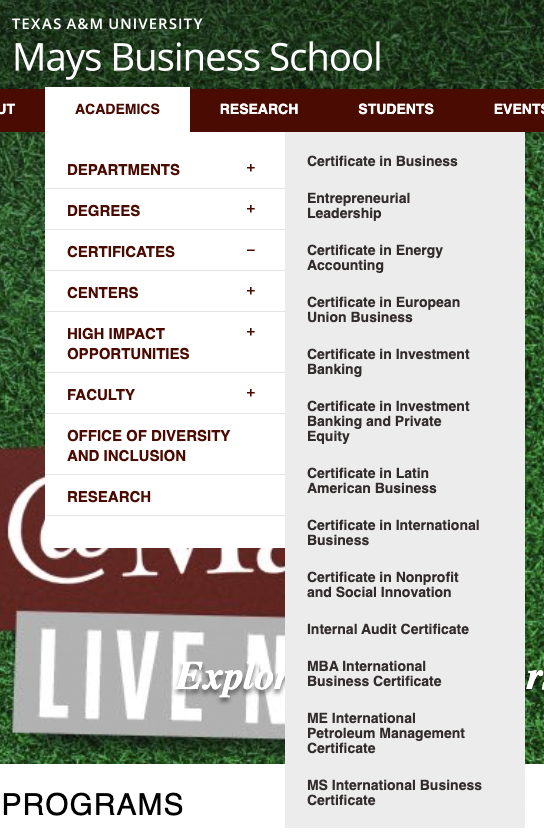 TEXAS A&M UNIVERSITY
Mays Business School
UT
ACADEMICS
RESEARCH
STUDENTS
EVENTS
DEPARTMENTS +
DEGREES +
CERTIFICATES –
CENTERS +
HIGH IMPACT +
OPPORTUNITIES
FACULTY +
OFFICE OF DIVERSITY
AND INCLUSION
RESEARCH
Certificate in Business
Entrepreneurial
Leadership
Certificate in Energy
Accounting
Certificate in European
Union Business
Certificate in Investment
Banking
Certificate in Investment
Banking and Private
Equity
Certificate in Latin
American Business
Certificate in International
Business
Certificate in Nonprofit
and Social Innovation
Internal Audit Certificate
MBA International
Business Certificate
ME International
Petroleum Management
Certificate
MS International Business
Certificate
@Ma
LIVE
Explor
PROGRAMS